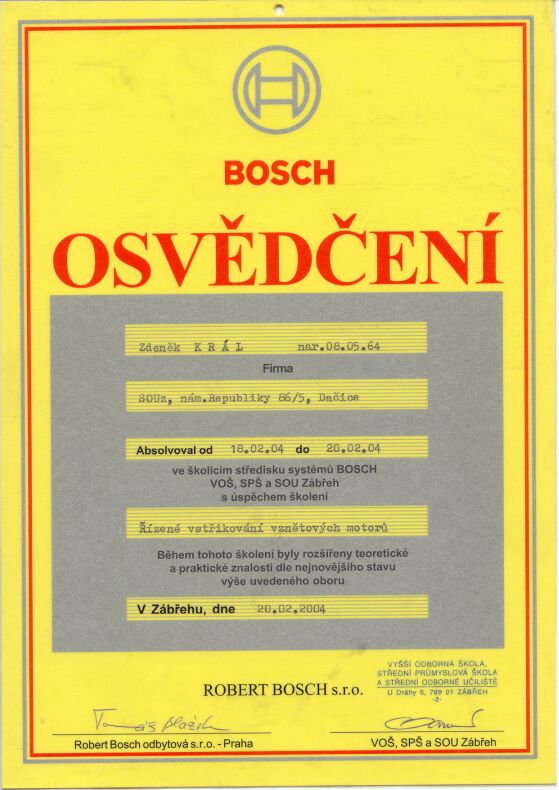 BOSCH
OSVĚDČENÍ
Zdeněk K R Á L nar.08.05.64
Firma
SOUz, nám.Republiky 86/5, Dačice
Absolvoval od 18.02.04 do 20.02.04
ve školicím středisku systémů BOSCH
VOŠ, SPŠ a SOU Zábřeh
s úspěchem školení
Řízené vstřikování vznětových motorů
Během tohoto školení byly rozšířeny teoretické
a praktické znalosti dle nejnovějšího stavu
výše uvedeného oboru
V Zábřehu, dne 20.02.2004
VYŠŠÍ ODBORNÁ ŠKOLA,
STŘEDNÍ PRŮMYSLOVÁ ŠKOLA
A STŘEDNÍ ODBORNÉ UČILIŠTĚ
U Dráhy 5, 789 01 ZÁBŘEH
-2-
ROBERT BOSCH s.r.o.
Robert Bosch odbytová s.r.o. - Praha
VOŠ, SPŠ a SOU Zábřeh